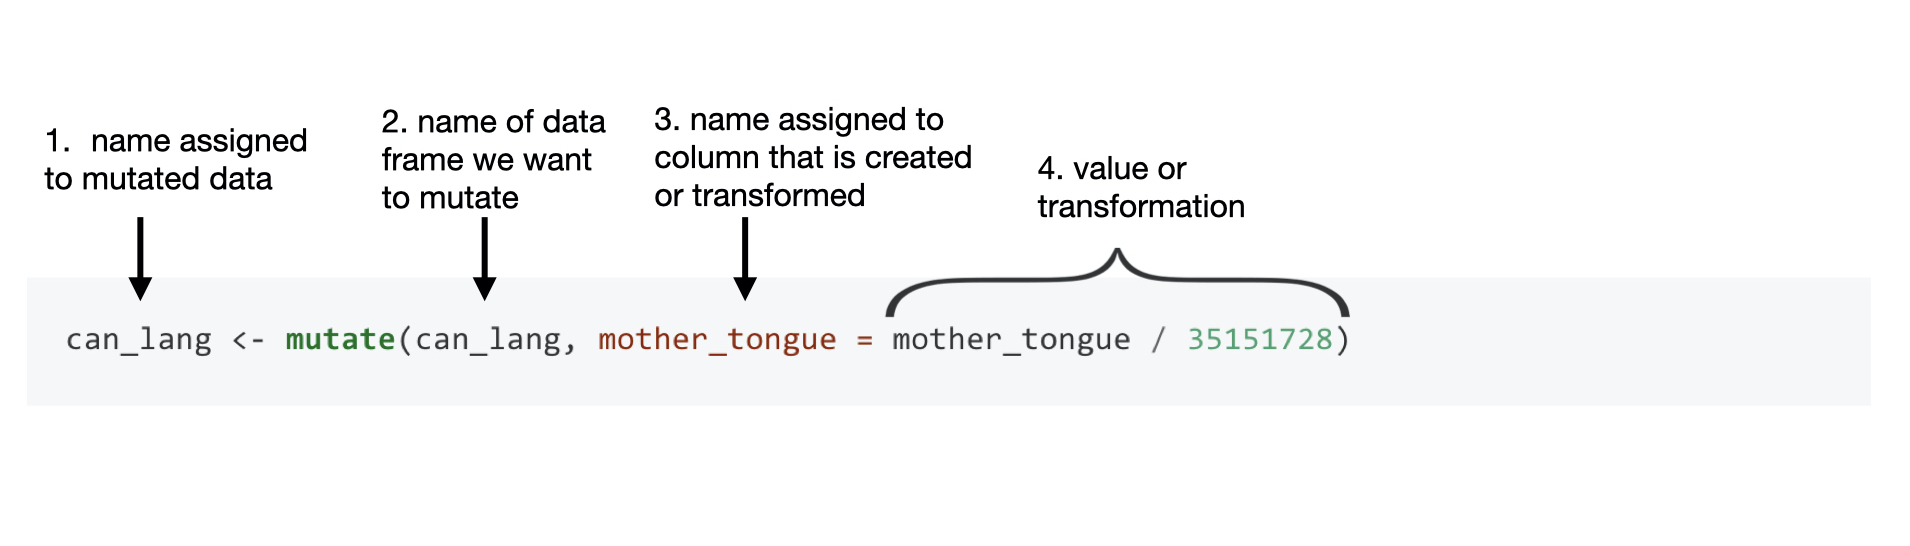 1. name assigned
to mutated data
2. name of data
frame we want
to mutate
3. name assigned to
column that is created
or transformed
4. value or
transformation
can_lang <- mutate(can_lang, mother_tongue = mother_tongue / 35151728)